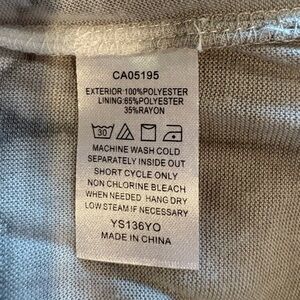 CA05195
EXTERIOR:100%POLYESTER
LINING:65%POLYESTER
35%RAYON
30
MACHINE WASH COLD
SEPARATELY INSIDE OUT
SHORT CYCLE ONLY
NON CHLORINE BLEACH
WHEN NEEDED HANG DRY
LOW STEAM IF NECESSARY
YS136YO
MADE IN CHINA